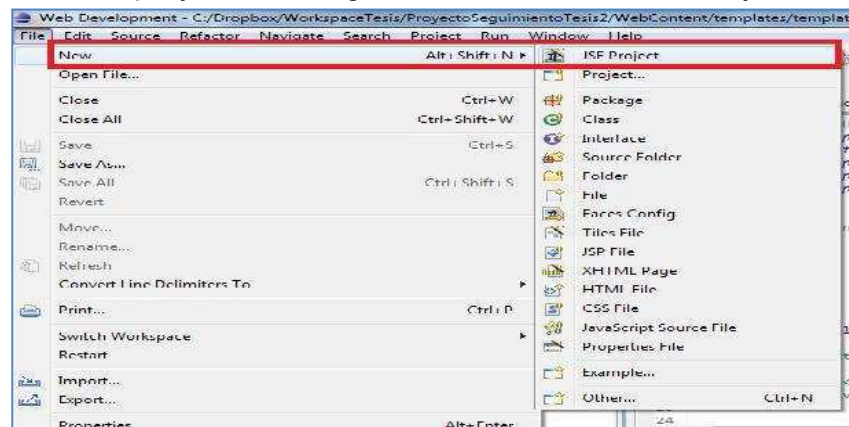 Web Development - C:/Dropbox/WorkspaceTesis/ProyectoSeguimientoTesis2/WebContent/templates/templat
File Edit Source Refactor Navigate Search Project Run Window Help
New Alt+Shift+N
Open File...
Close Ctrl+W
Close All Ctrl+Shift+W
Save Ctrl+S
Save As...
Save All Ctrl+Shift+S
Revert
Move...
Rename...
Refresh
Convert Line Delimiters To
Print... Ctrl+P
Switch Workspace
Restart
Import...
Export...
Properties Alt+Enter
JSF Project
Project...
Package
Class
Interface
Source Folder
Folder
File
Faces Config
Tiles File
JSP File
XHTML Page
HTML File
CSS File
JavaScript Source File
Properties File
Example...
Other... Ctrl+N
24